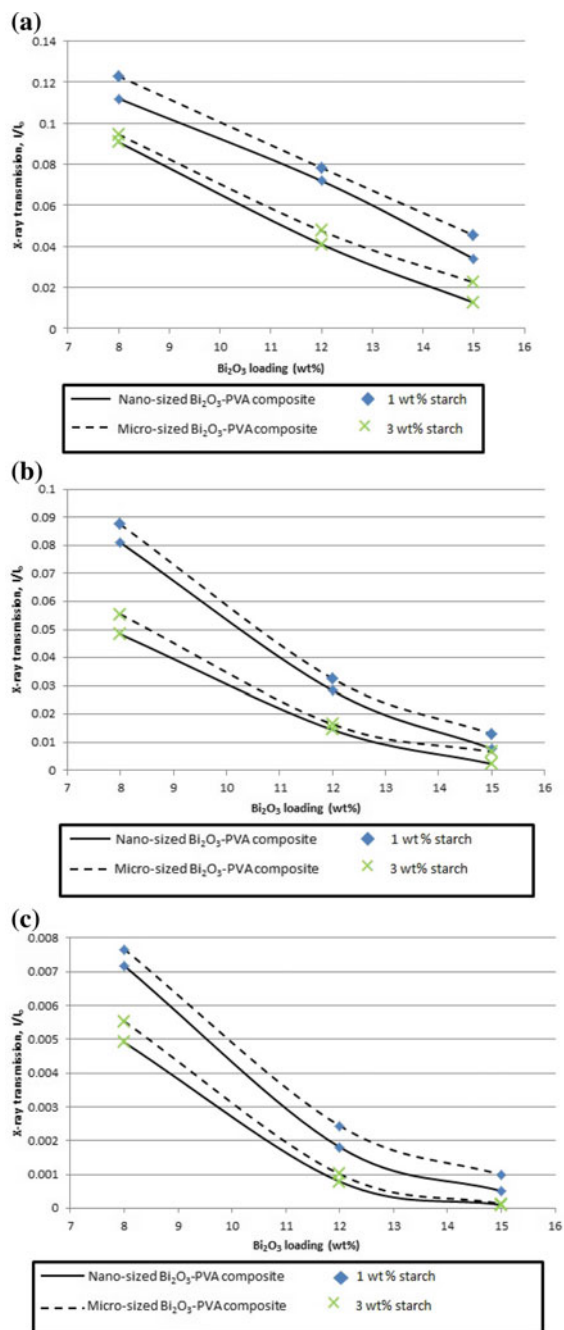 (a)
0.14
0.12
0.1
0.08
0.06
0.04
0.02
0
X-ray transmission, I/I₀
7 8 9 10 11 12 13 14 15 16
Bi₂O₃ loading (wt%)
Nano-sized Bi₂O₃-PVA composite 1 wt% starch
Micro-sized Bi₂O₃-PVA composite 3 wt% starch
(b)
0.1
0.09
0.08
0.07
0.06
0.05
0.04
0.03
0.02
0.01
0
X-ray transmission, I/I₀
7 8 9 10 11 12 13 14 15 16
Bi₂O₃ loading (wt%)
Nano-sized Bi₂O₃-PVA composite 1 wt% starch
Micro-sized Bi₂O₃-PVA composite 3 wt% starch
(c)
0.008
0.007
0.006
0.005
0.004
0.003
0.002
0.001
0
X-ray transmission, I/I₀
7 8 9 10 11 12 13 14 15 16
Bi₂O₃ loading (wt%)
Nano-sized Bi₂O₃-PVA composite 1 wt% starch
Micro-sized Bi₂O₃-PVA composite 3 wt% starch